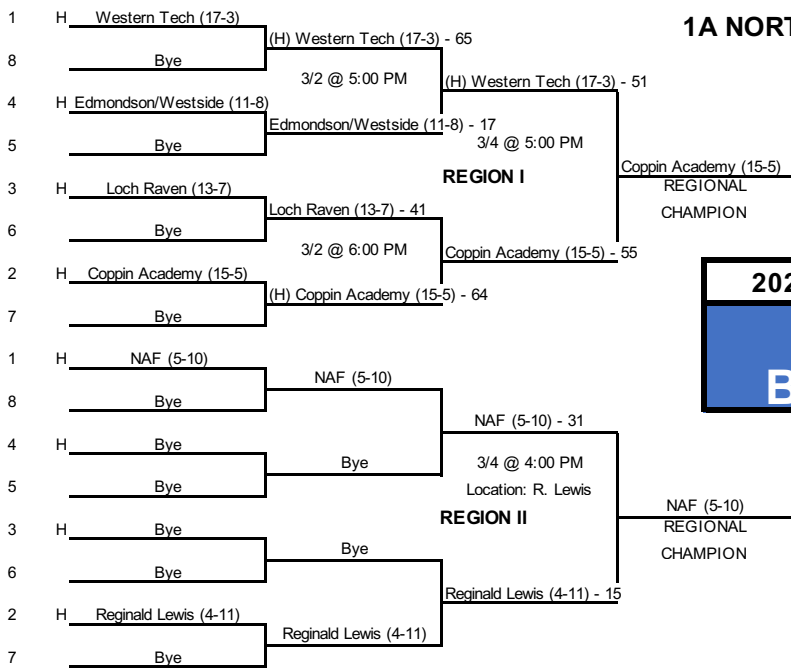 1A NORT
1 H Western Tech (17-3)
(H) Western Tech (17-3) - 65
8 Bye
3/2 @ 5:00 PM
(H) Western Tech (17-3) - 51
4 H Edmondson/Westside (11-8)
Edmondson/Westside (11-8) - 17
5 Bye
3/4 @ 5:00 PM
REGION I
Coppin Academy (15-5)
REGIONAL
CHAMPION
3 H Loch Raven (13-7)
Loch Raven (13-7) - 41
6 Bye
3/2 @ 6:00 PM
Coppin Academy (15-5) - 55
2 H Coppin Academy (15-5)
(H) Coppin Academy (15-5) - 64
7 Bye
202
B
1 H NAF (5-10)
NAF (5-10)
8 Bye
NAF (5-10) - 31
4 H Bye
Bye
5 Bye
3/4 @ 4:00 PM
Location: R. Lewis
REGION II
NAF (5-10)
REGIONAL
CHAMPION
3 H Bye
Bye
6 Bye
Reginald Lewis (4-11) - 15
2 H Reginald Lewis (4-11)
Reginald Lewis (4-11)
7 Bye